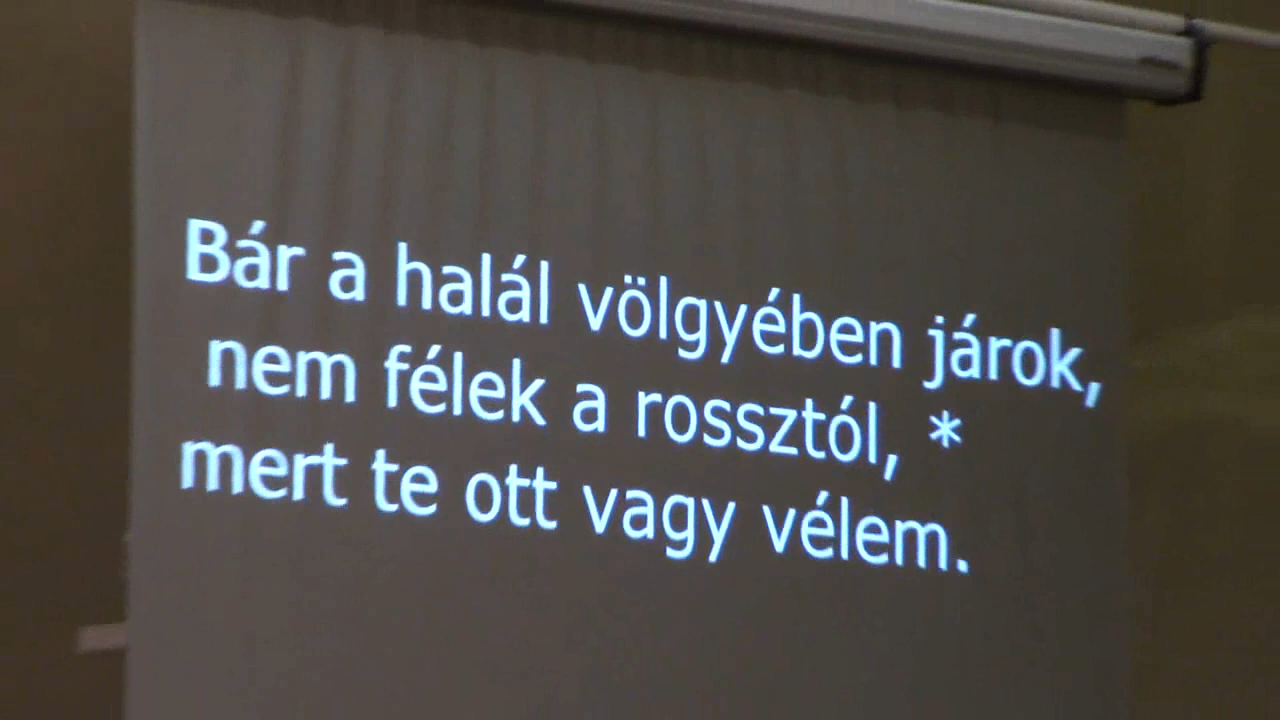 Bár a halál völgyében járok,
nem félek a rossztól, *
mert te ott vagy vélem.